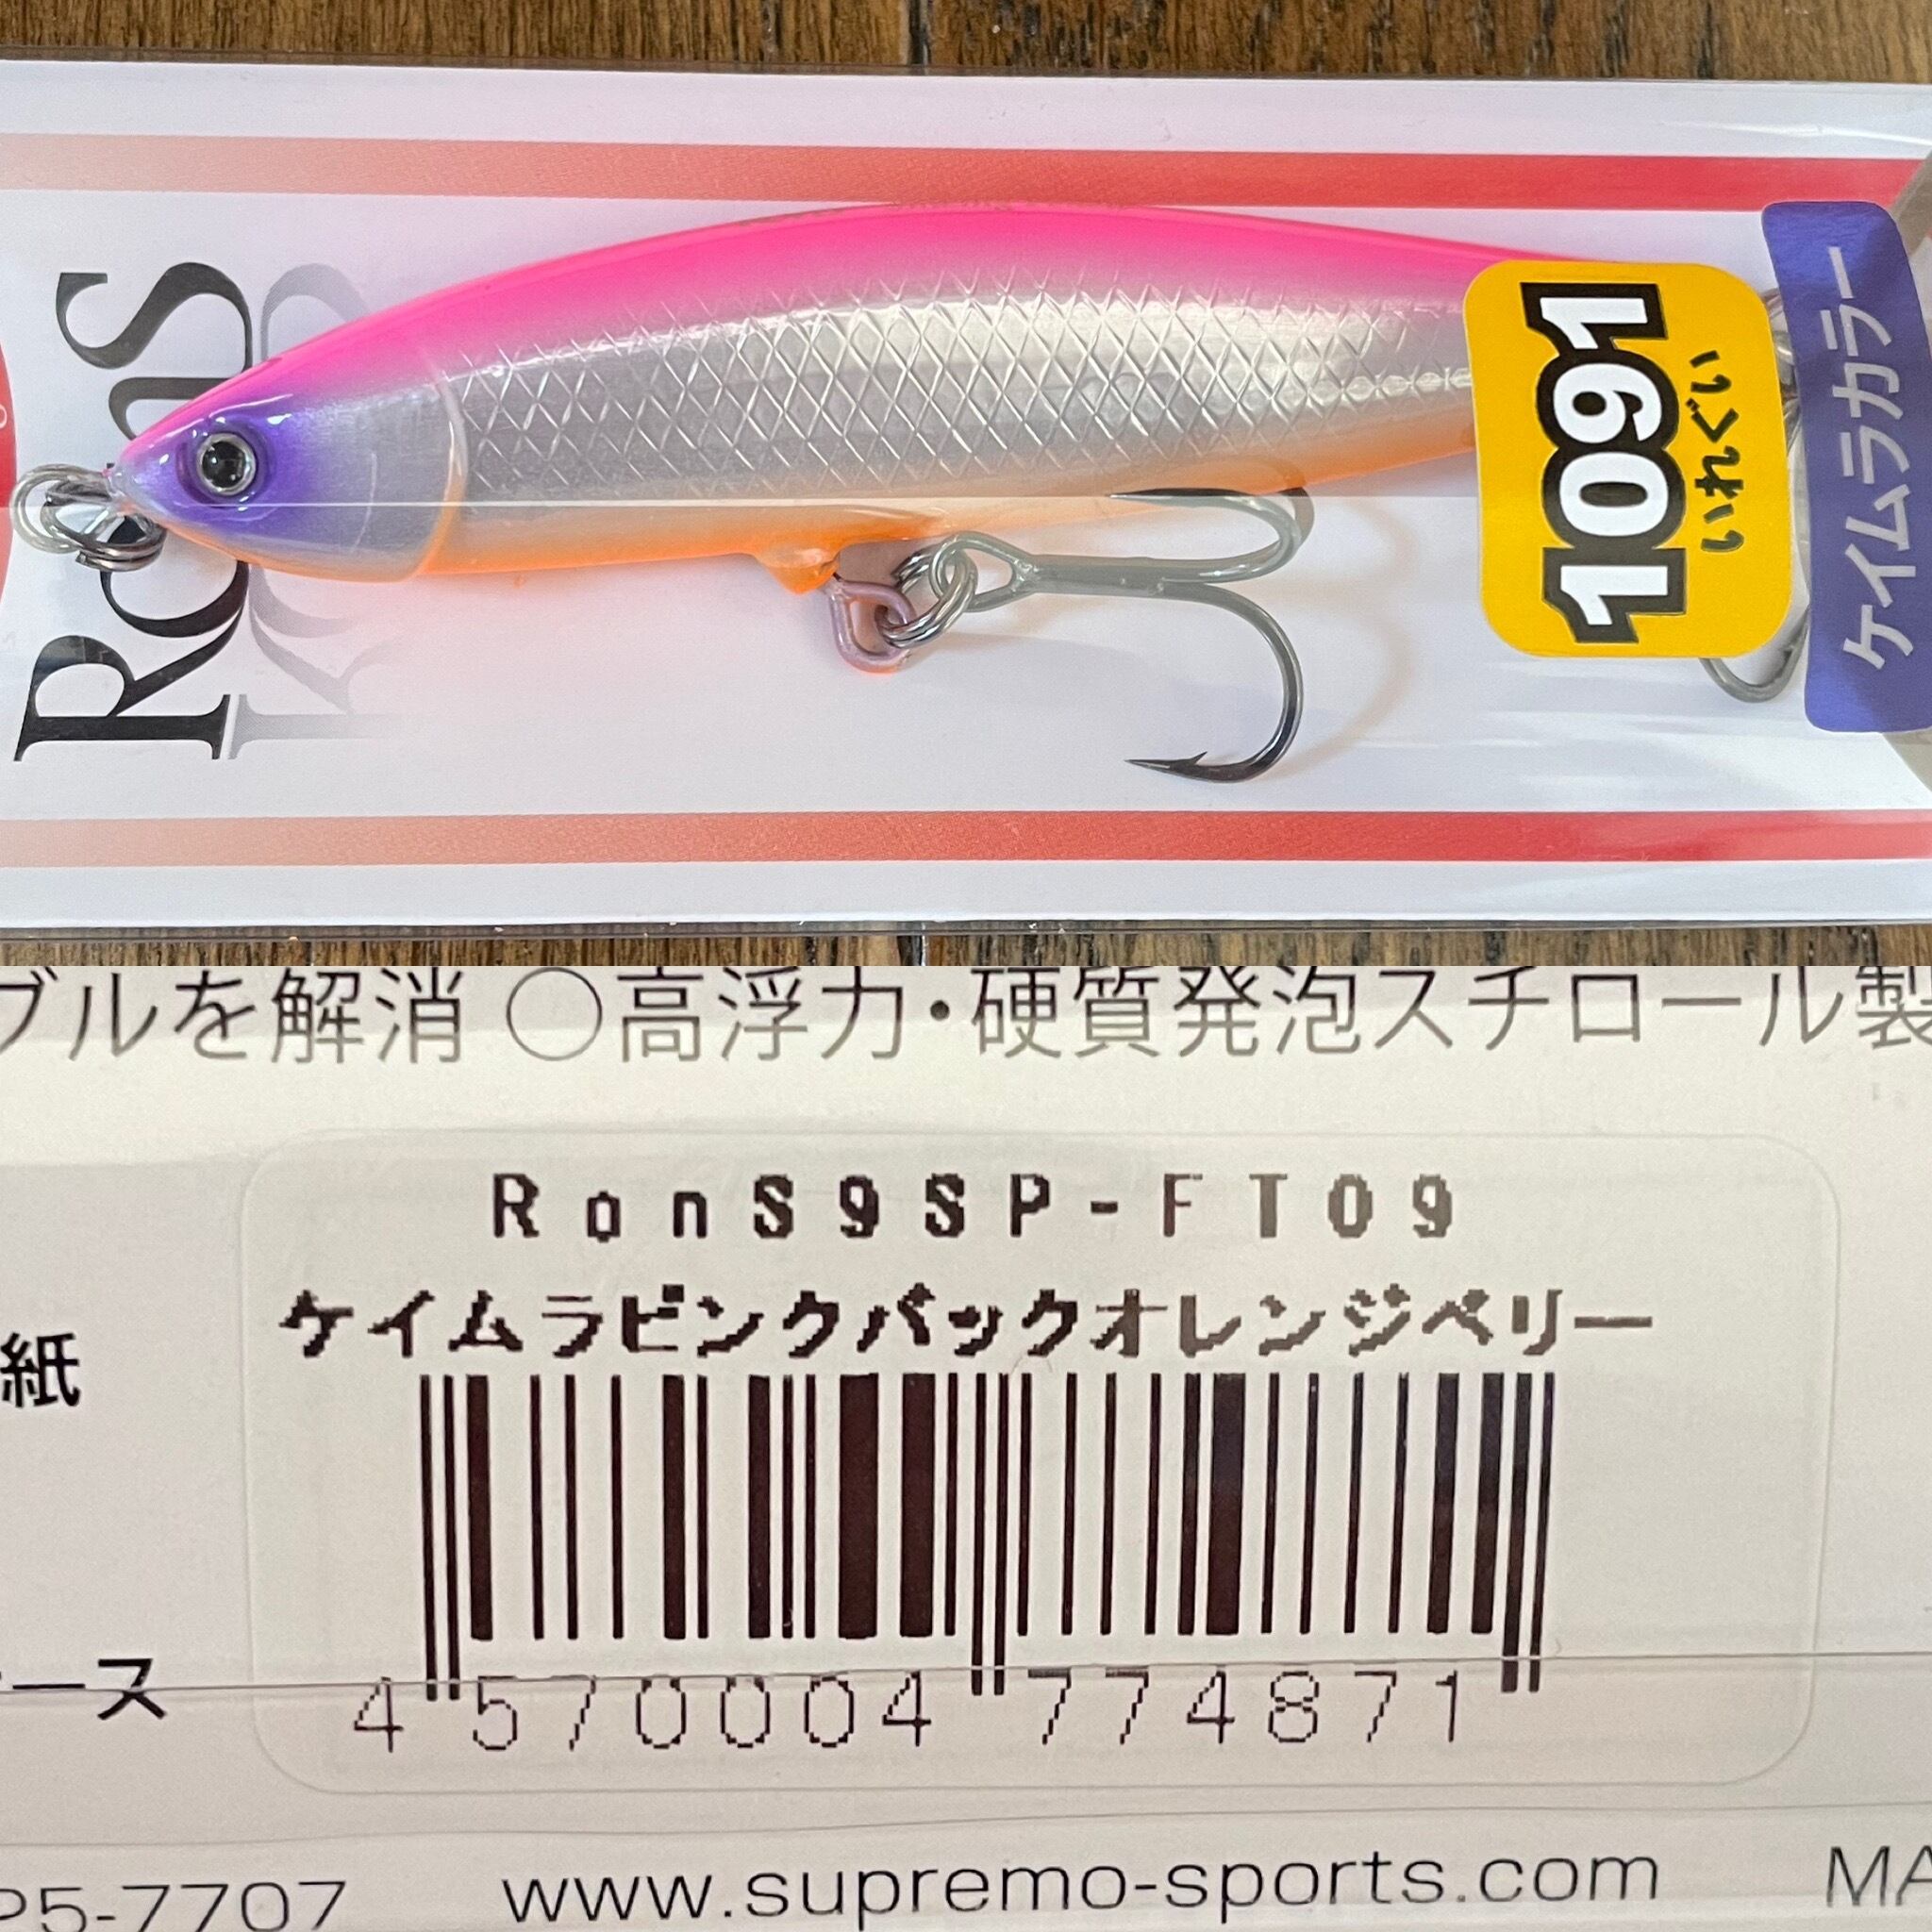 RonS
1091
いれぐい
ケイムラカラー
ブルを解消 ○高浮力・硬質発泡スチロール製
RonS9SP-FT09
ケイムラピンクバックオレンジベリー
紙
ース
4 570004 774871
25-7707 www.supremo-sports.com MA